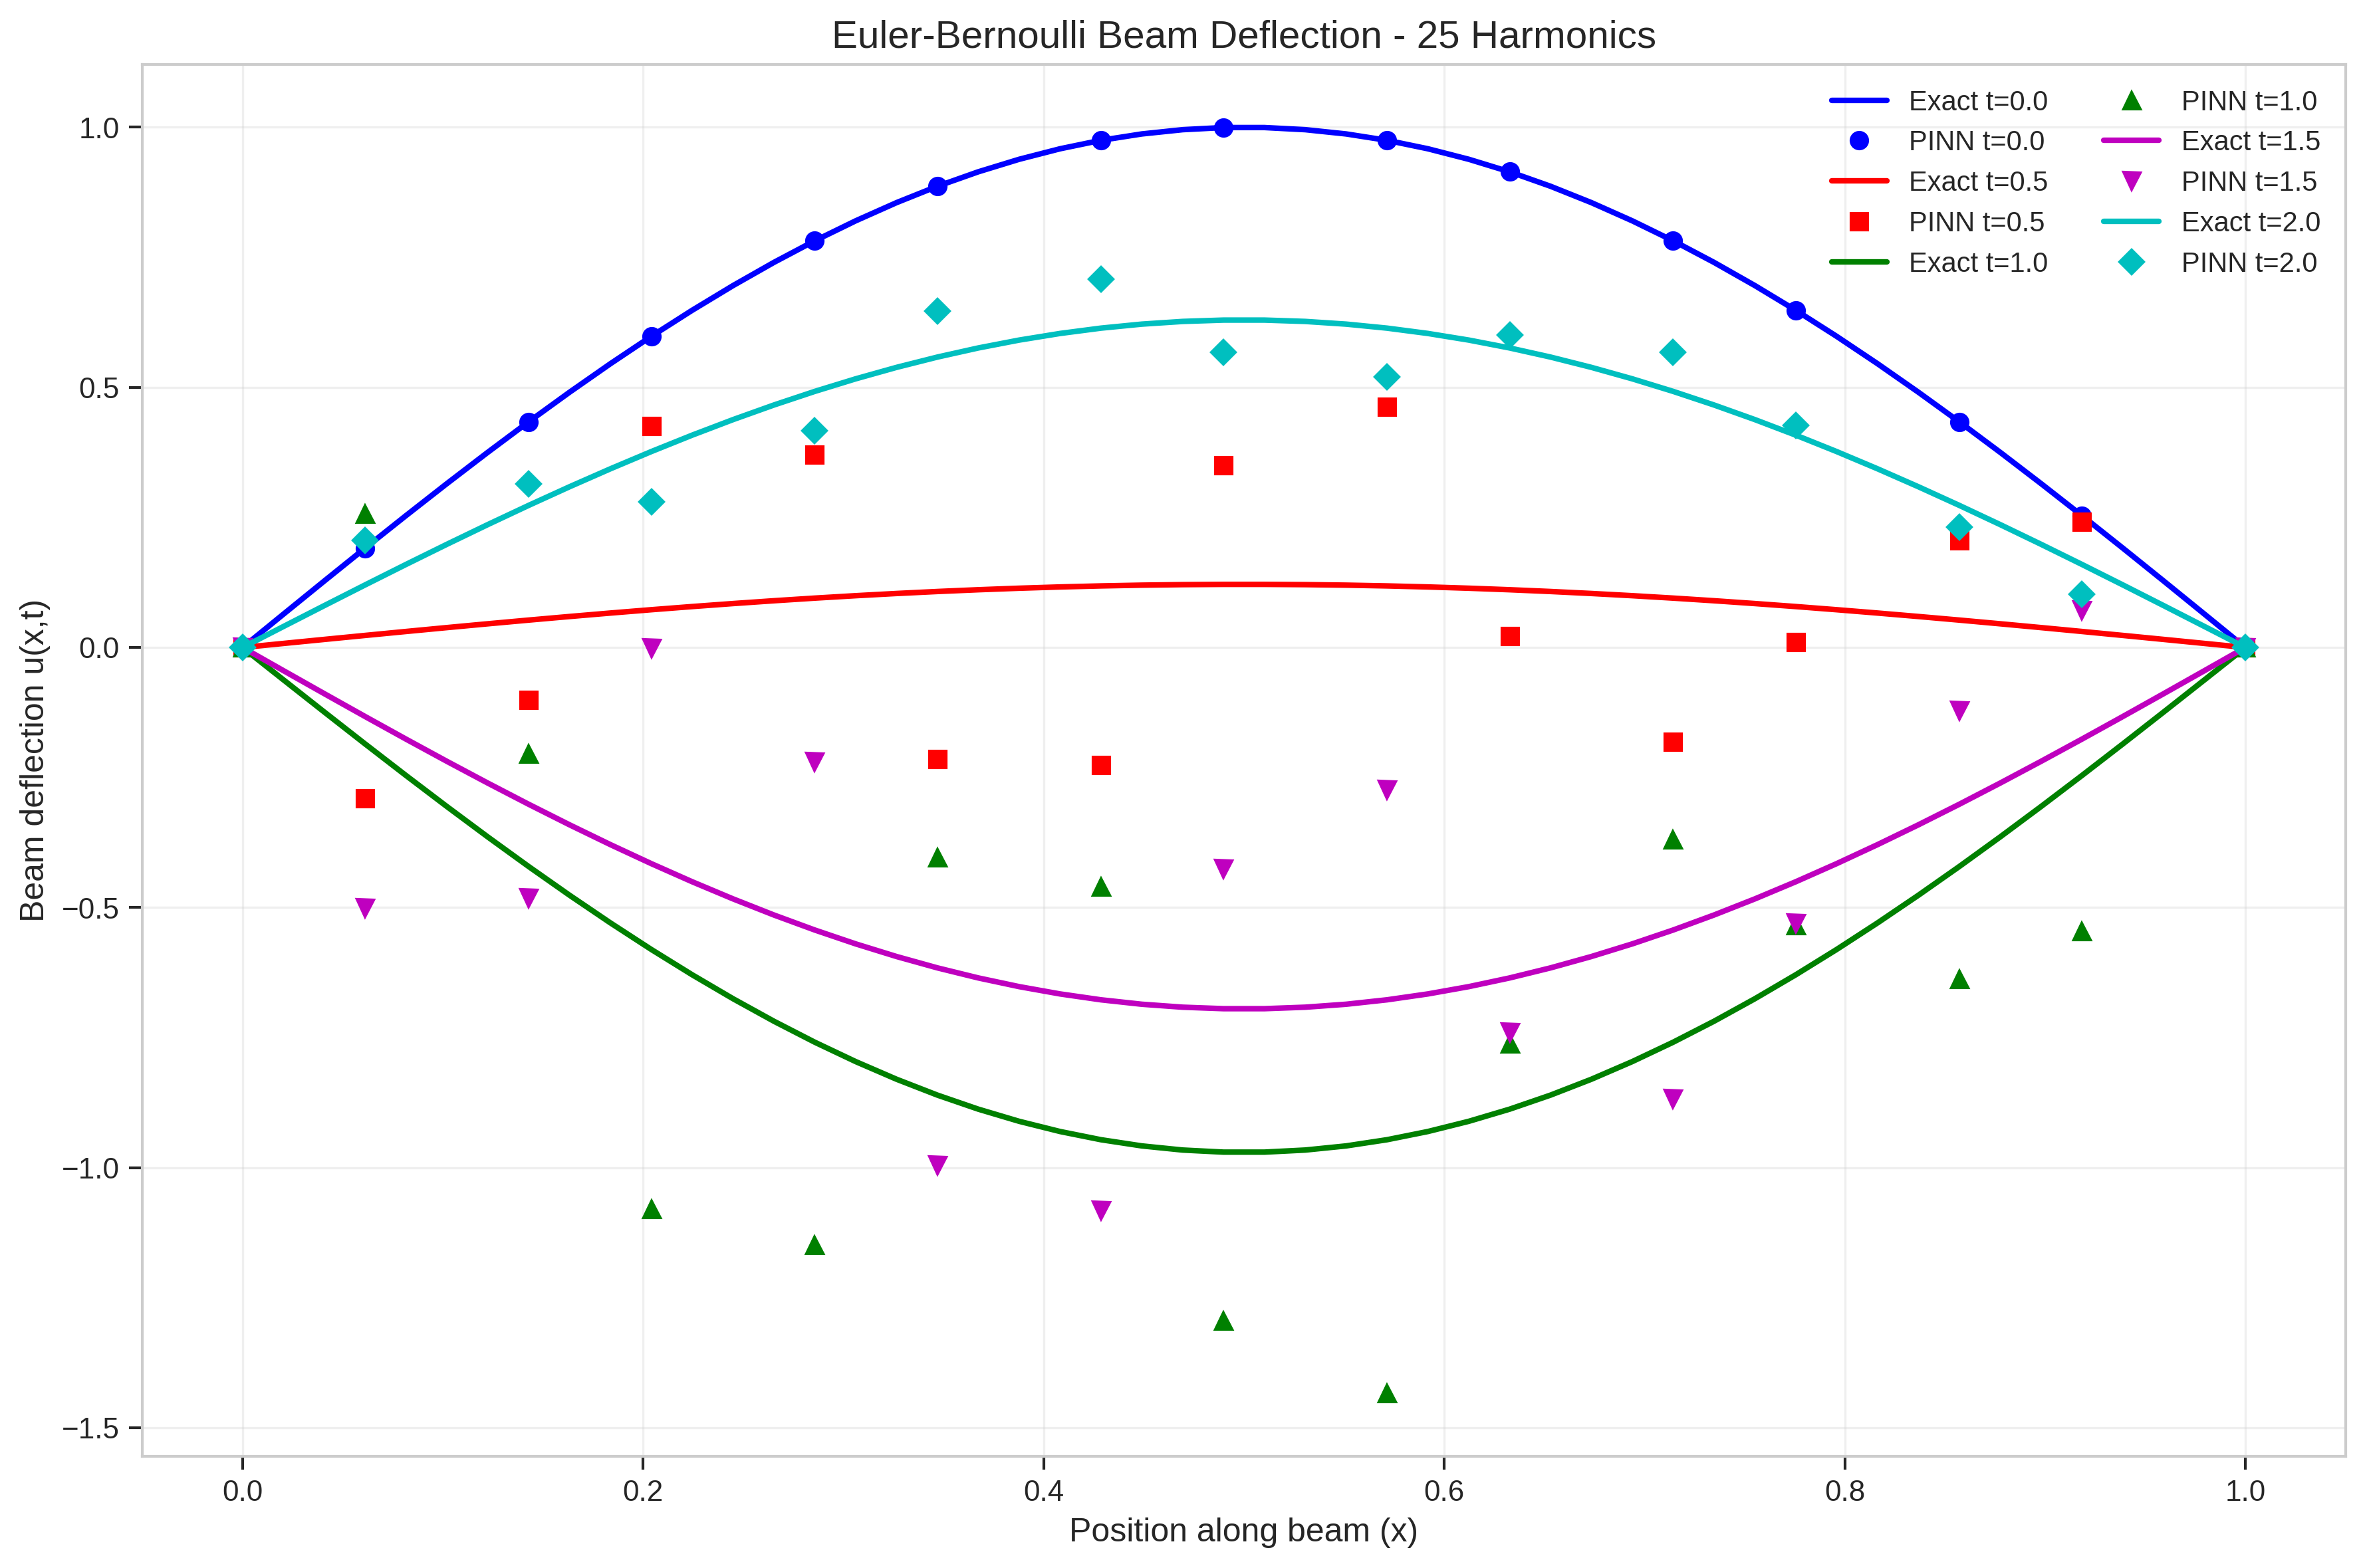 Euler-Bernoulli Beam Deflection - 25 Harmonics
Exact t=0.0
PINN t=0.0
Exact t=0.5
PINN t=0.5
Exact t=1.0
PINN t=1.0
Exact t=1.5
PINN t=1.5
Exact t=2.0
PINN t=2.0
Beam deflection u(x,t)
1.0
0.5
0.0
−0.5
−1.0
−1.5
0.0 0.2 0.4 0.6 0.8 1.0
Position along beam (x)